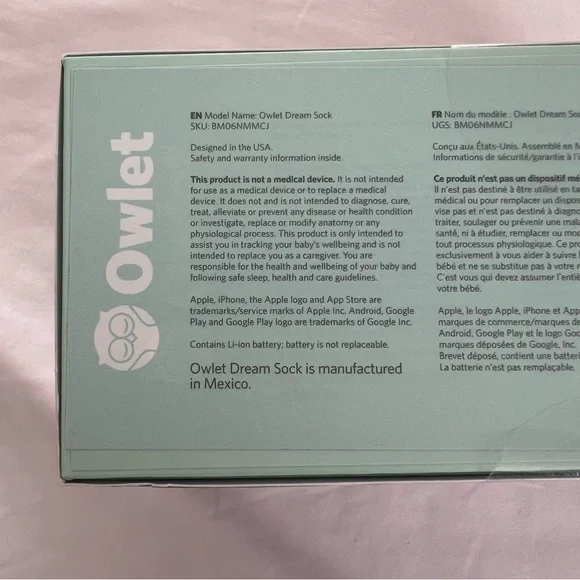 Owlet
EN Model Name: Owlet Dream Sock
SKU: BM06NMMCJ
Designed in the USA.
Safety and warranty information inside.
This product is not a medical device. It is not intended
for use as a medical device or to replace a medical
device. It does not and is not intended to diagnose, cure,
treat, alleviate or prevent any disease or health condition
or investigate, replace or modify anatomy or any
physiological process. This product is only intended to
assist you in tracking your baby's wellbeing and is not
intended to replace you as a caregiver. You are
responsible for the health and wellbeing of your baby and
following safe sleep, health and care guidelines.
Apple, iPhone, the Apple logo and App Store are
trademarks/service marks of Apple Inc. Android, Google
Play and Google Play logo are trademarks of Google Inc.
Contains Li-ion battery; battery is not replaceable.
Owlet Dream Sock is manufactured
in Mexico.
FR Nom du modèle : Owlet Dream
UGS: BM06NMMCJ
Conçu aux États-Unis. Assemblé en
Informations de sécurité/garantie à
Ce produit n'est pas un dispositif
Il n'est pas destiné à être utilisé en
médical ou pour remplacer un
vise pas et n'est pas destiné à
traiter, soulager ou prévenir une
santé, ni à étudier, remplacer ou
tout processus physiologique. Ce
exclusivement à vous aider à suivre
bébé et ne se substitue pas à votre
C'est vous qui devez assumer
votre bébé.
Apple, le logo Apple, iPhone et
marques de commerce/marques de
Android, Google Play et le logo
marques déposées de Google, Inc.
Brevet déposé, contient une
La batterie n'est pas remplaçable.